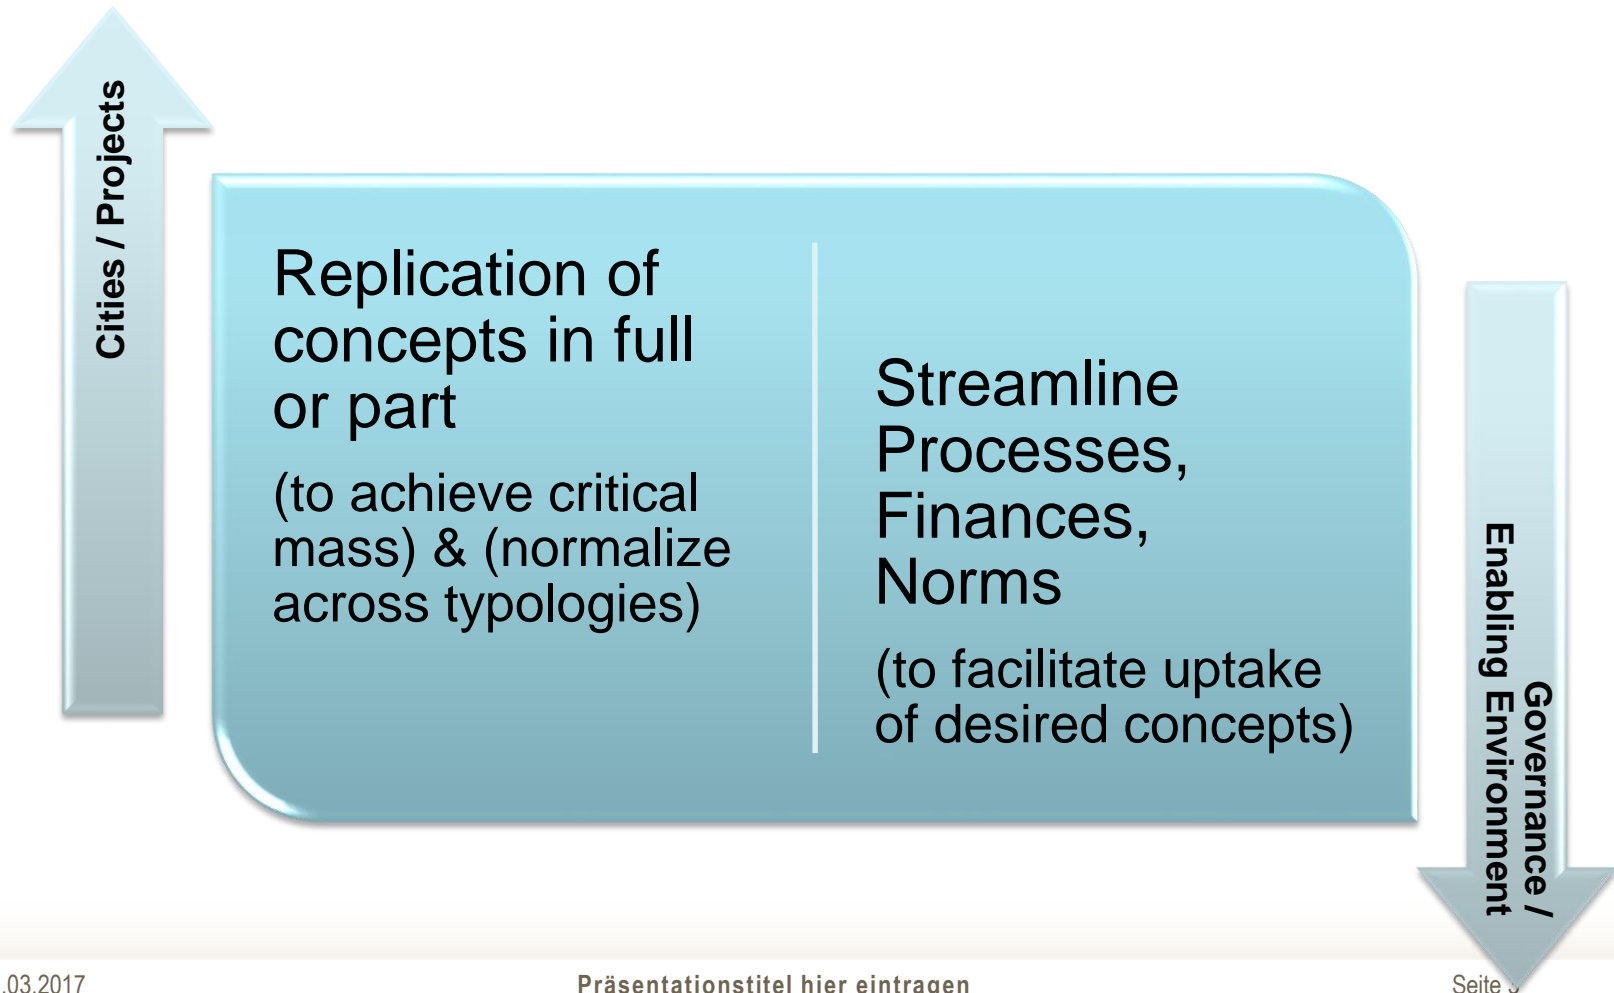 Cities / Projects
Replication of
concepts in full
or part
(to achieve critical
mass) & (normalize
across typologies)
Streamline
Processes,
Finances,
Norms
(to facilitate uptake
of desired concepts)
Governance /
Enabling Environment
.03.2017
Präsentationstitel hier eintragen
Seite